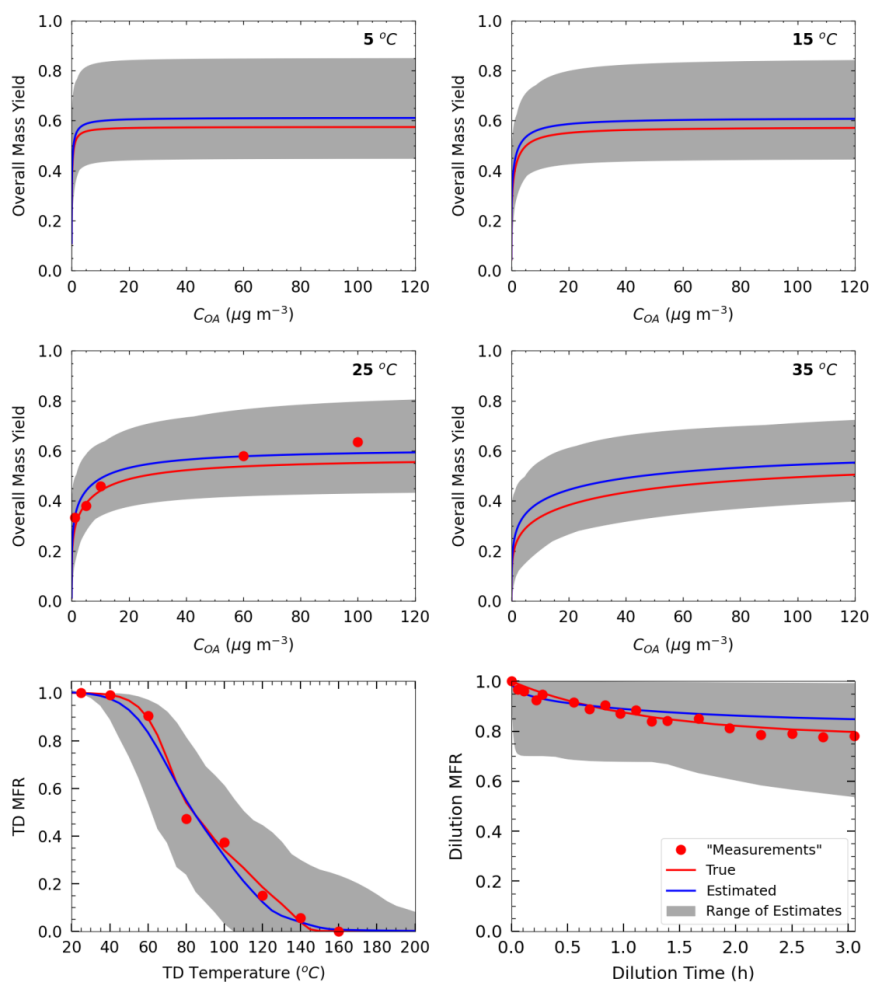 5 °C
1.0
0.8
0.6
0.4
0.2
0.0
Overall Mass Yield
0 20 40 60 80 100 120
C_OA (μg m⁻³)
15 °C
1.0
0.8
0.6
0.4
0.2
0.0
Overall Mass Yield
0 20 40 60 80 100 120
C_OA (μg m⁻³)
25 °C
1.0
0.8
0.6
0.4
0.2
0.0
Overall Mass Yield
0 20 40 60 80 100 120
C_OA (μg m⁻³)
35 °C
1.0
0.8
0.6
0.4
0.2
0.0
Overall Mass Yield
0 20 40 60 80 100 120
C_OA (μg m⁻³)
1.0
0.8
0.6
0.4
0.2
0.0
TD MFR
20 40 60 80 100 120 140 160 180 200
TD Temperature (°C)
1.0
0.8
0.6
0.4
0.2
0.0
Dilution MFR
"Measurements"
True
Estimated
Range of Estimates
0.0 0.5 1.0 1.5 2.0 2.5 3.0
Dilution Time (h)